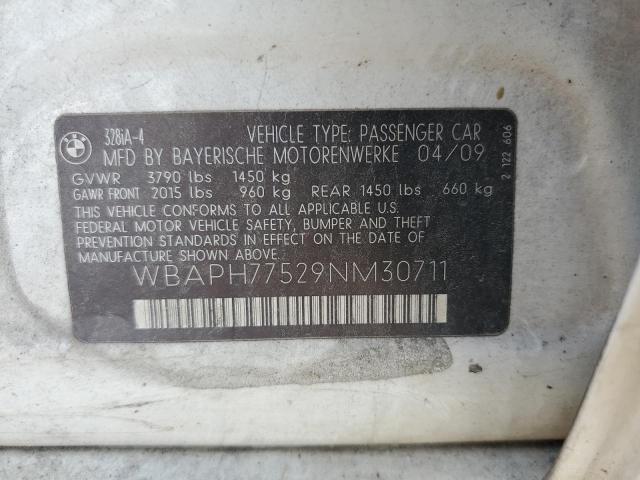 BMW 328iA-4 VEHICLE TYPE: PASSENGER CAR
MFD BY BAYERISCHE MOTORENWERKE 04/09
GVWR 3790 lbs 1450 kg
GAWR FRONT 2015 lbs 960 kg REAR 1450 lbs 660 kg
THIS VEHICLE CONFORMS TO ALL APPLICABLE U.S.
FEDERAL MOTOR VEHICLE SAFETY, BUMPER AND THEFT
PREVENTION STANDARDS IN EFFECT ON THE DATE OF
MANUFACTURE SHOWN ABOVE.
WBAPH77529NM30711
2 122 606